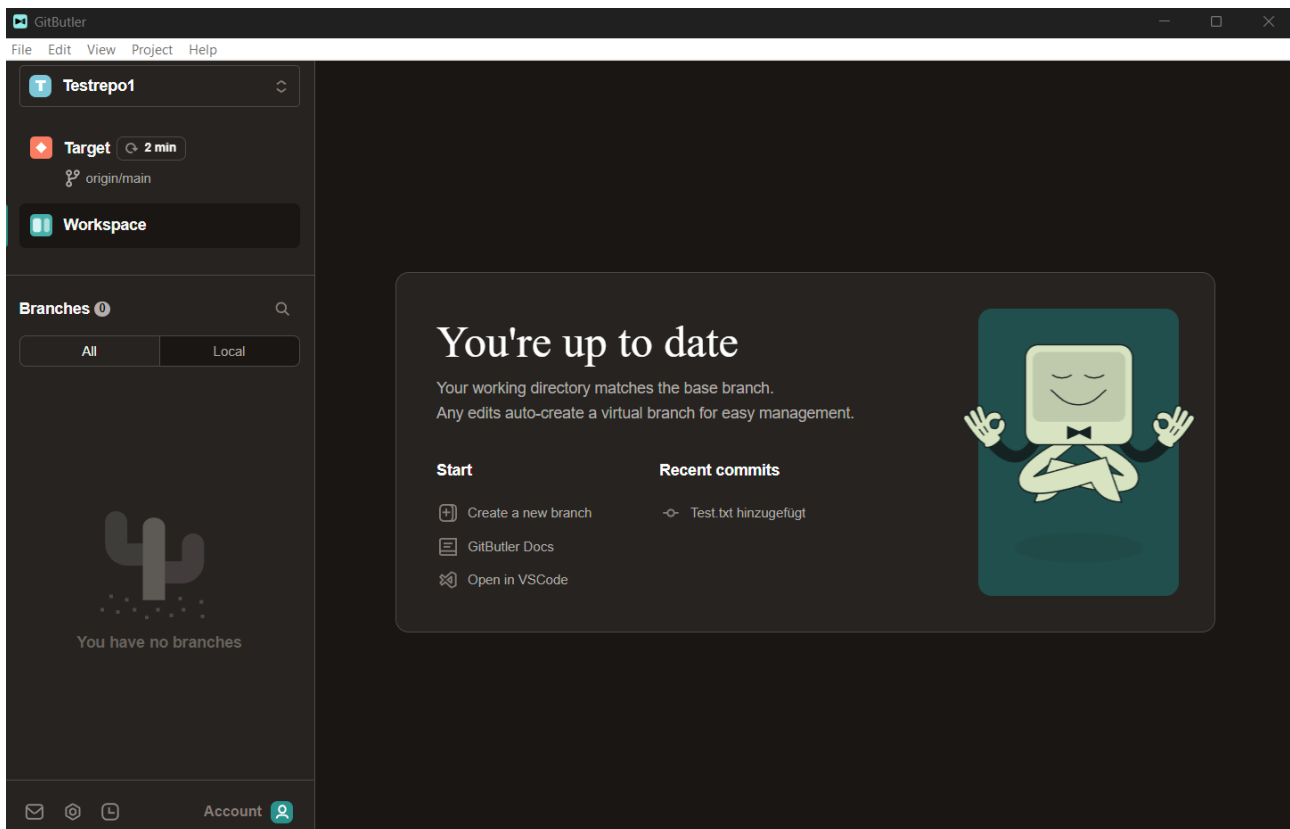 GitButler
File Edit View Project Help
T Testrepo1
Target 2 min
origin/main
Workspace
Branches 0
All Local
You have no branches
Account
You're up to date
Your working directory matches the base branch.
Any edits auto-create a virtual branch for easy management.
Start
Create a new branch
GitButler Docs
Open in VSCode
Recent commits
Test.txt hinzugefügt